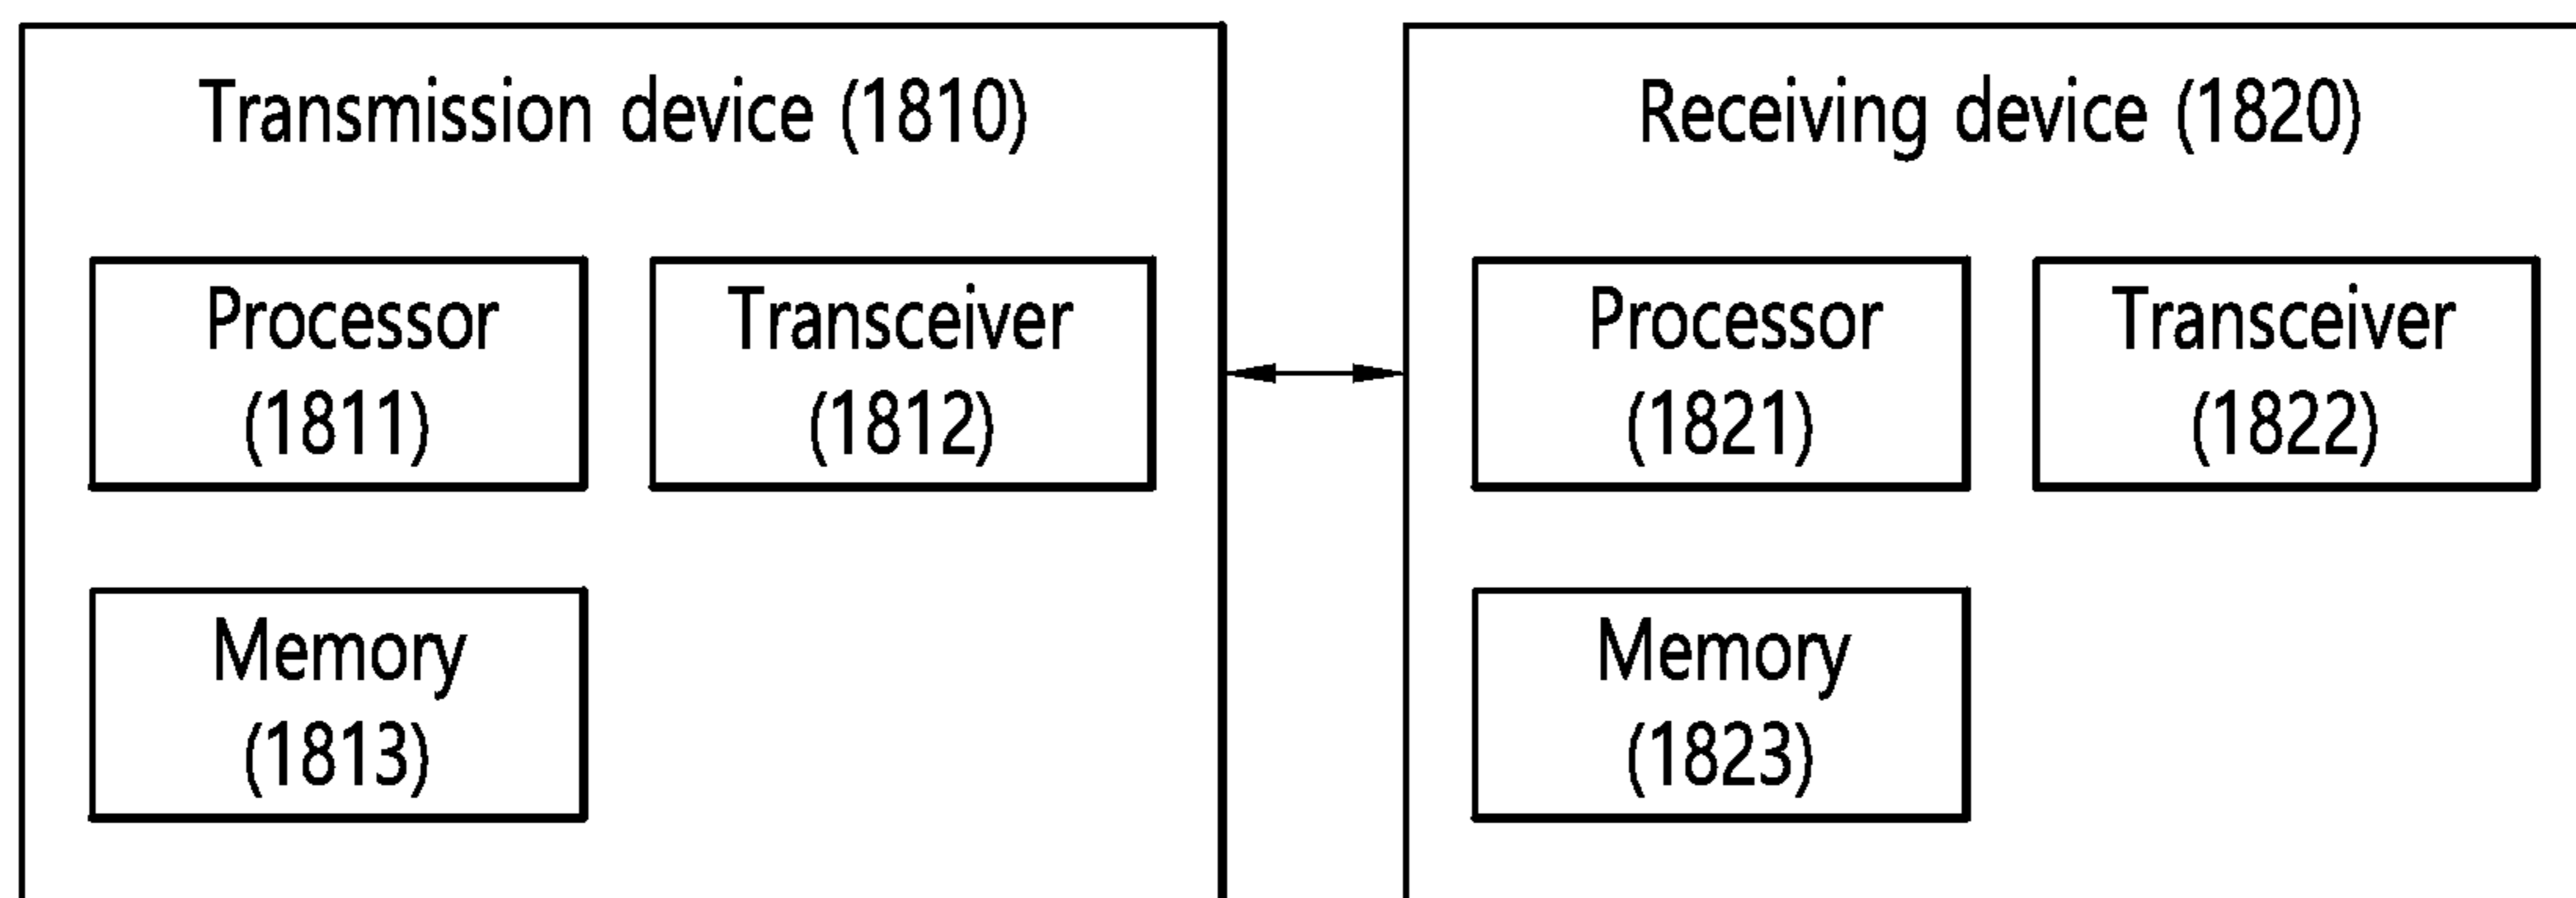 Transmission device (1810)
Processor
(1811)
Transceiver
(1812)
Memory
(1813)
Receiving device (1820)
Processor
(1821)
Transceiver
(1822)
Memory
(1823)